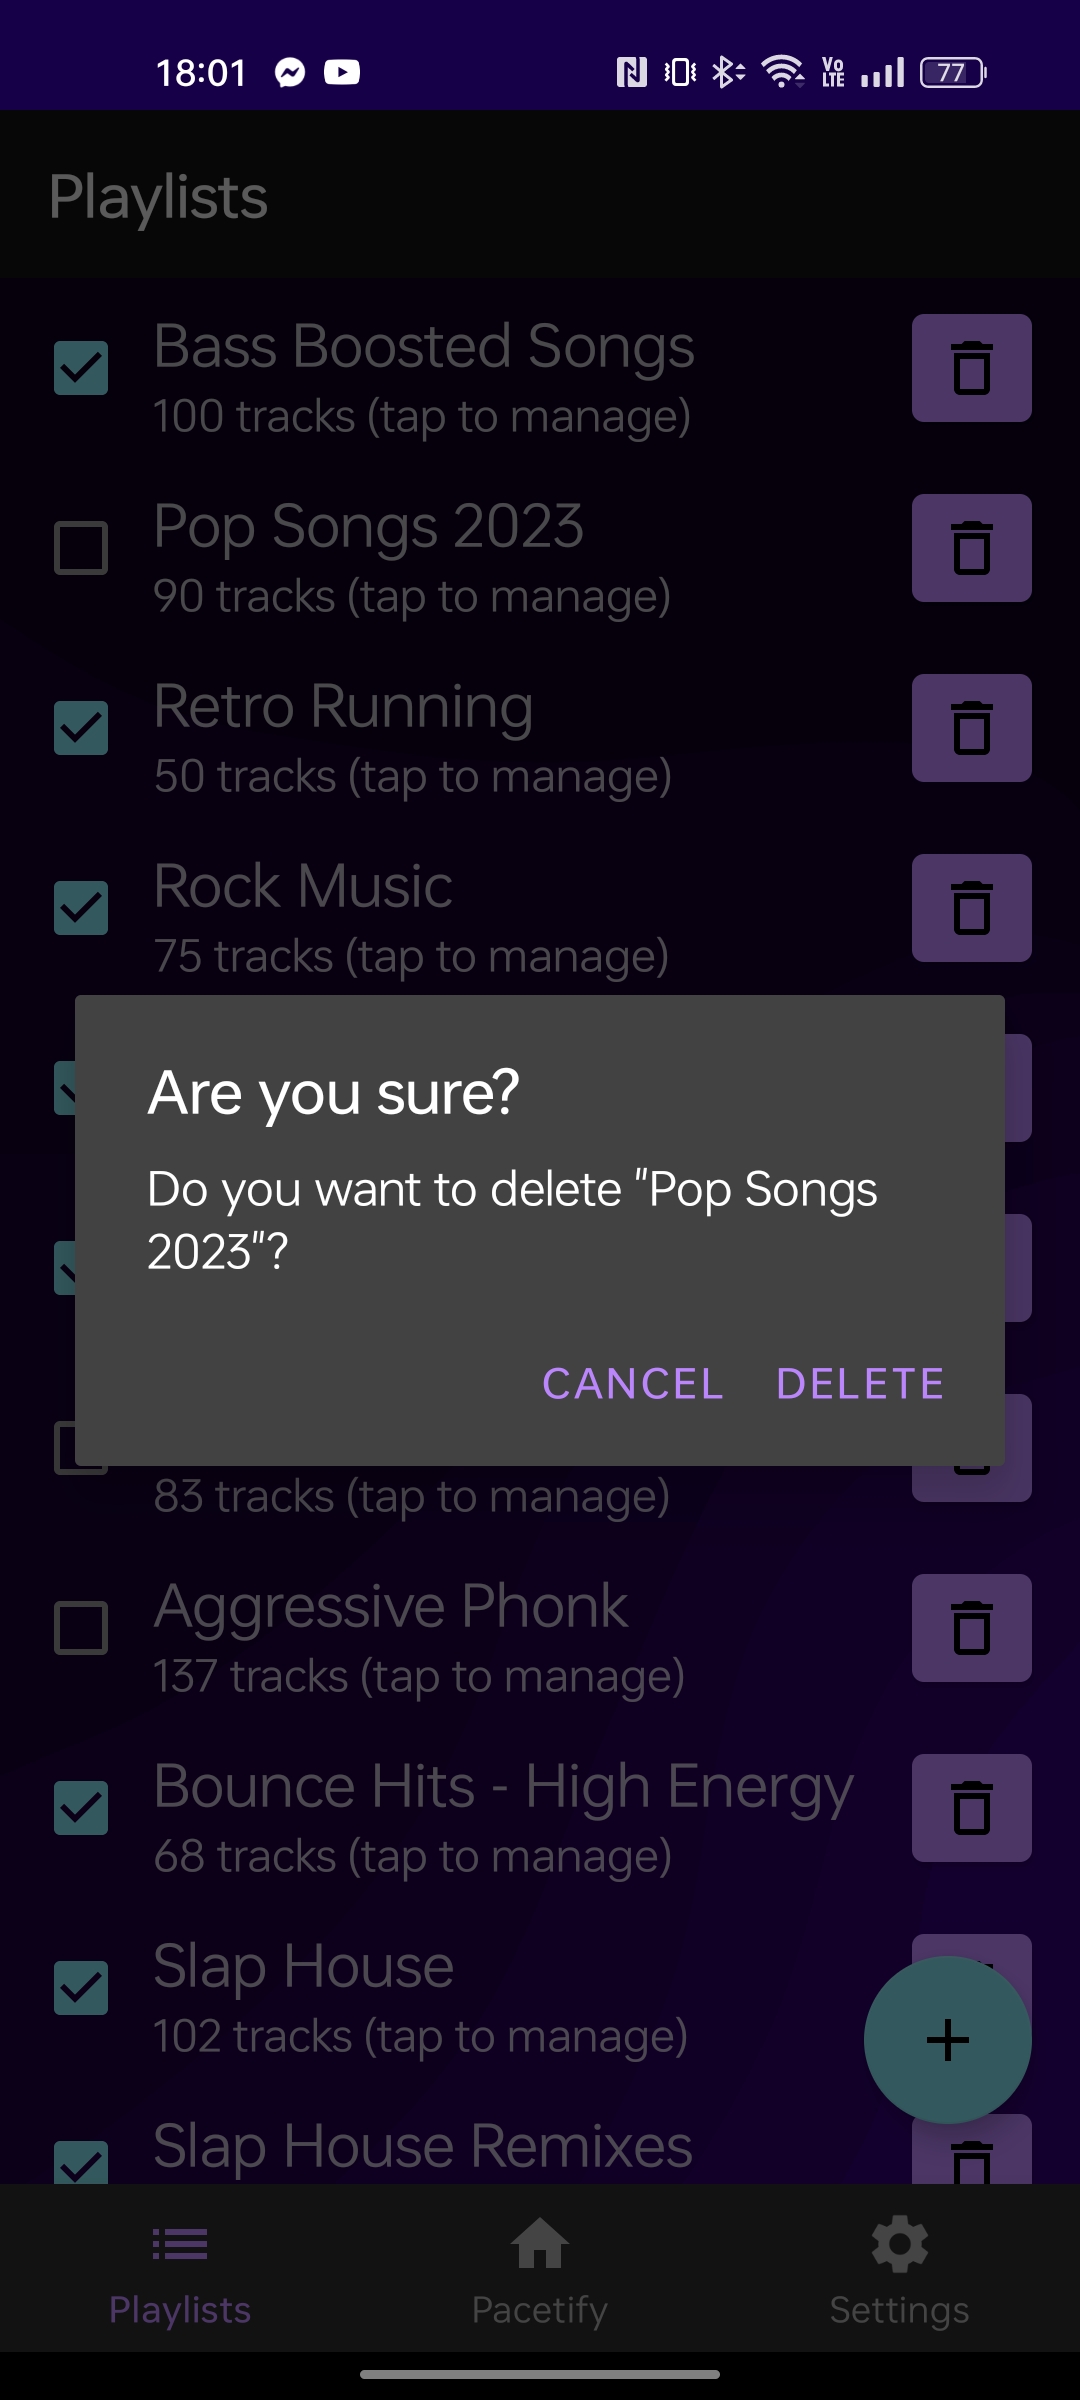 18:01
Vo
LTE
77
Playlists
Bass Boosted Songs
100 tracks (tap to manage)
Pop Songs 2023
90 tracks (tap to manage)
Retro Running
50 tracks (tap to manage)
Rock Music
75 tracks (tap to manage)
Are you sure?
Do you want to delete "Pop Songs
2023"?
CANCEL DELETE
83 tracks (tap to manage)
Aggressive Phonk
137 tracks (tap to manage)
Bounce Hits - High Energy
68 tracks (tap to manage)
Slap House
102 tracks (tap to manage)
Slap House Remixes
Playlists
Pacetify
Settings